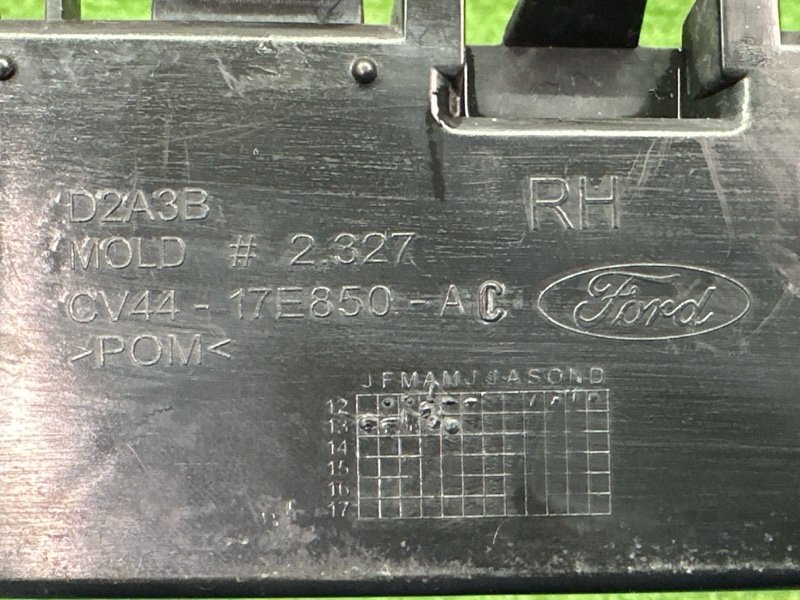 D2A3B
RH
MOLD # 2.327
CV44-17E850-AC
Ford
>POM<
J F M A M J J A S O N D
12
13
14
15
16
17